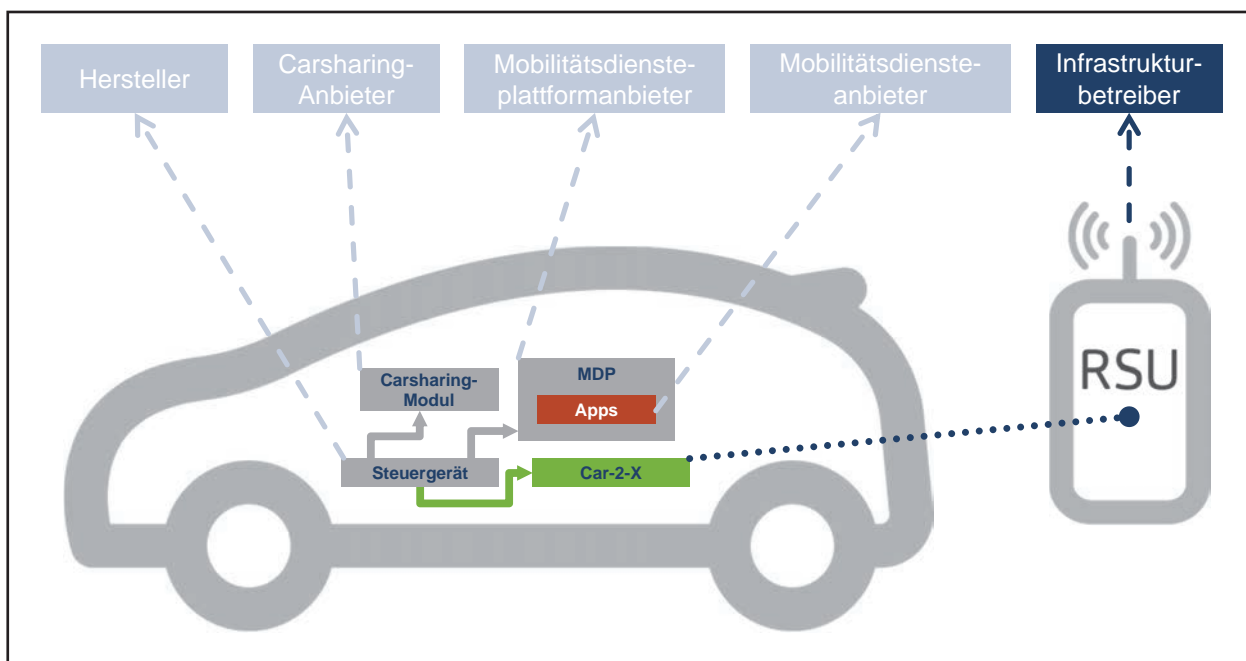 Hersteller
Carsharing-
Anbieter
Mobilitätsdienste-
plattformanbieter
Mobilitätsdienste-
anbieter
Infrastruktur-
betreiber
RSU
Carsharing-
Modul
MDP
Apps
Steuergerät
Car-2-X